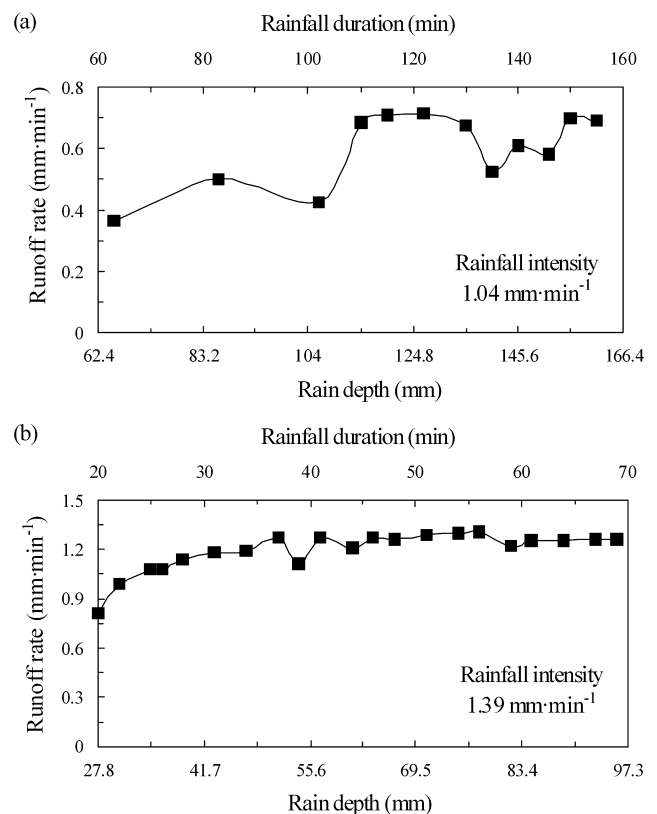 (a)
Rainfall duration (min)
60 80 100 120 140 160
0.8
0.6
0.4
0.2
0
Runoff rate (mm·min⁻¹)
Rainfall intensity
1.04 mm·min⁻¹
62.4 83.2 104 124.8 145.6 166.4
Rain depth (mm)
(b)
Rainfall duration (min)
20 30 40 50 60 70
1.5
1.2
0.9
0.6
0.3
0
Runoff rate (mm·min⁻¹)
Rainfall intensity
1.39 mm·min⁻¹
27.8 41.7 55.6 69.5 83.4 97.3
Rain depth (mm)